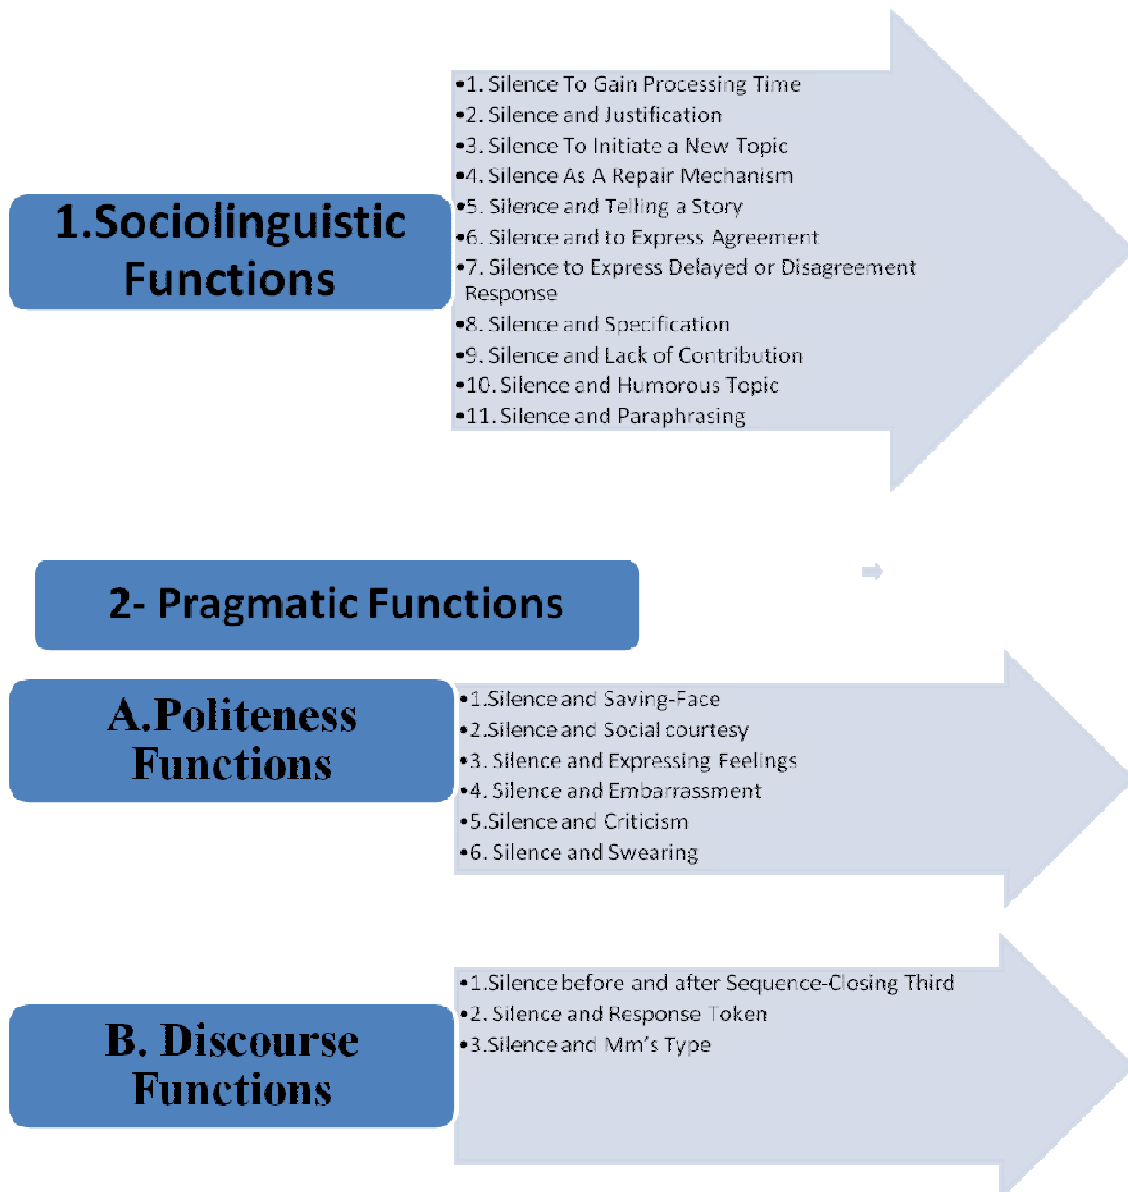 1.Sociolinguistic
Functions
•1. Silence To Gain Processing Time
•2. Silence and Justification
•3. Silence To Initiate a New Topic
•4. Silence As A Repair Mechanism
•5. Silence and Telling a Story
•6. Silence and to Express Agreement
•7. Silence to Express Delayed or Disagreement
Response
•8. Silence and Specification
•9. Silence and Lack of Contribution
•10. Silence and Humorous Topic
•11. Silence and Paraphrasing
2- Pragmatic Functions
A.Politeness
Functions
•1.Silence and Saving-Face
•2.Silence and Social courtesy
•3. Silence and Expressing Feelings
•4. Silence and Embarrassment
•5.Silence and Criticism
•6. Silence and Swearing
B. Discourse
Functions
•1.Silence before and after Sequence-Closing Third
•2. Silence and Response Token
•3.Silence and Mm's Type